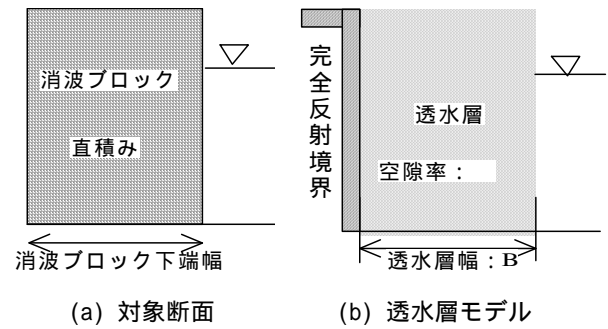 消波ブロック
直積み
消波ブロック下端幅
(a) 対象断面
完全反射境界
透水層
空隙率：
透水層幅：B
(b) 透水層モデル